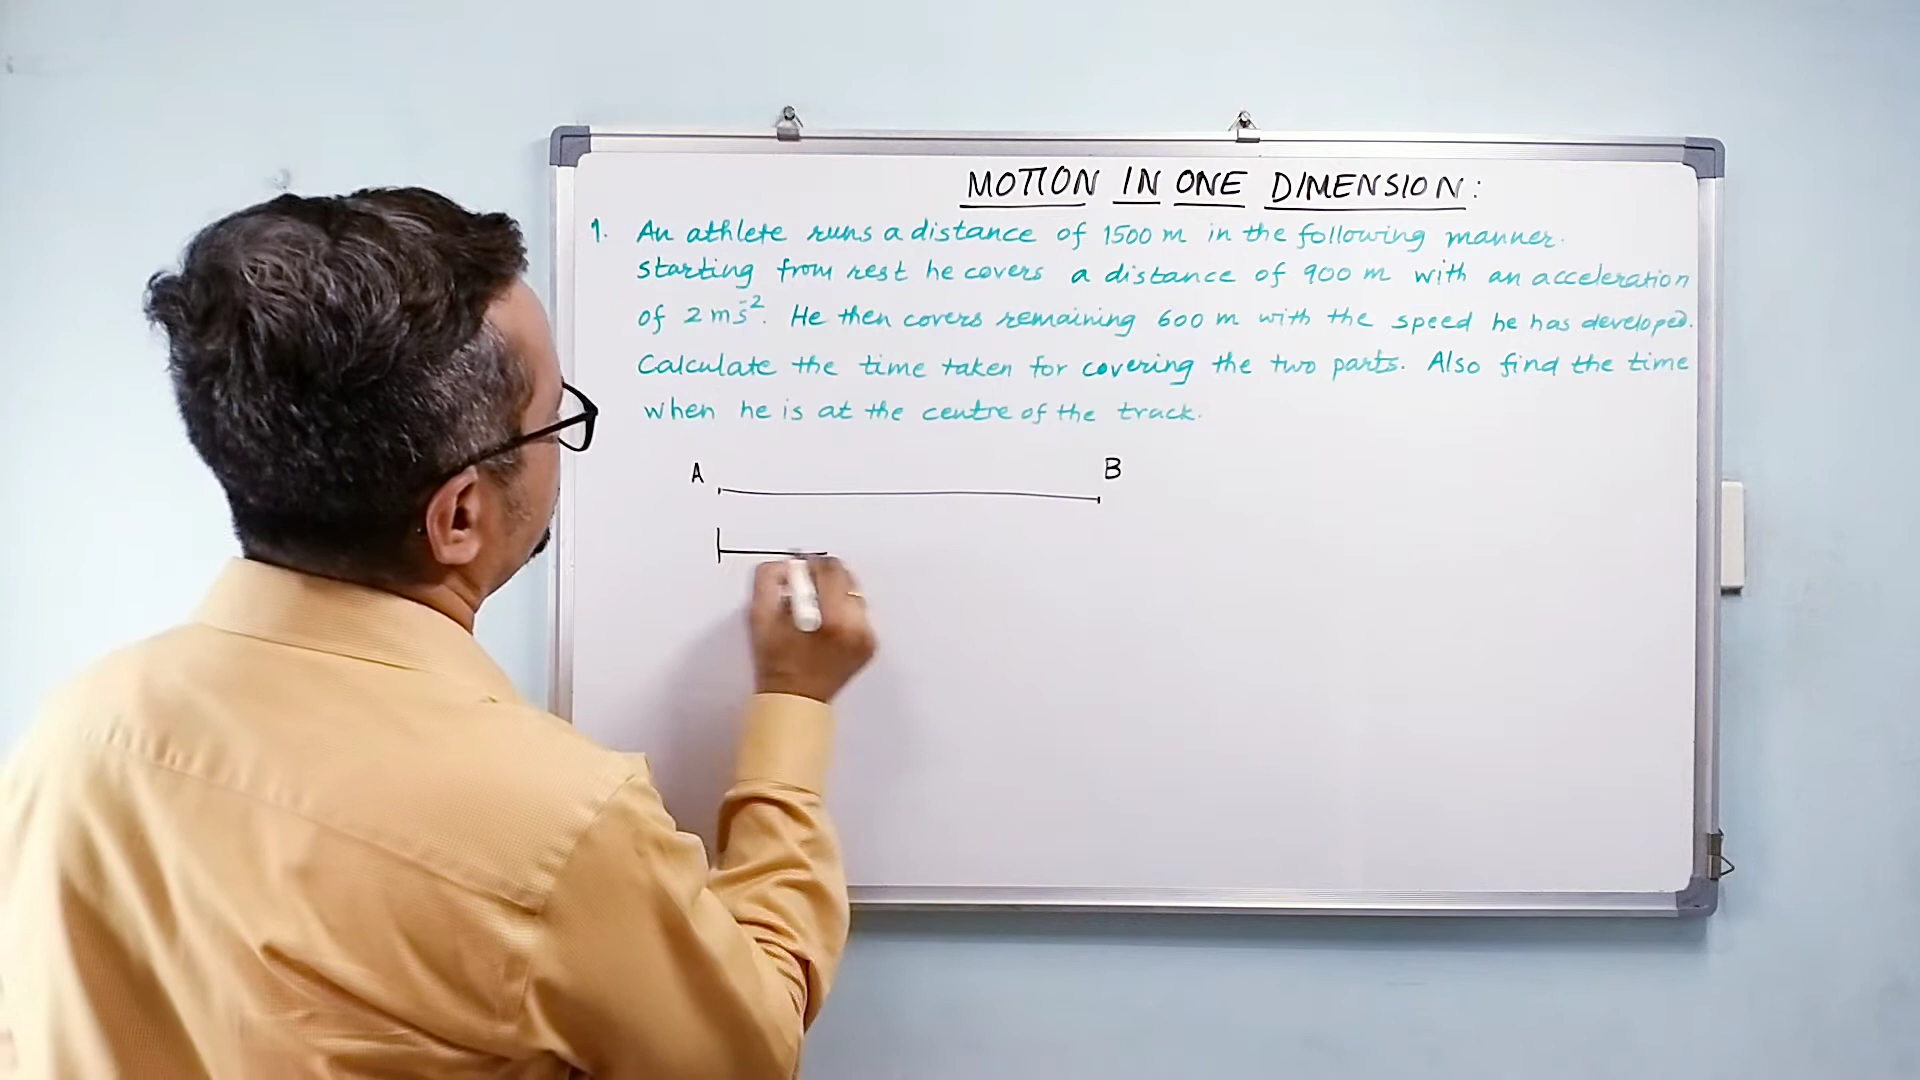 MOTION IN ONE DIMENSION:
1. An athlete runs a distance of 1500 m in the following manner.
starting from rest he covers a distance of 900 m with an acceleration
of 2 ms⁻². He then covers remaining 600 m with the speed he has developed.
Calculate the time taken for covering the two parts. Also find the time
when he is at the centre of the track.
A B